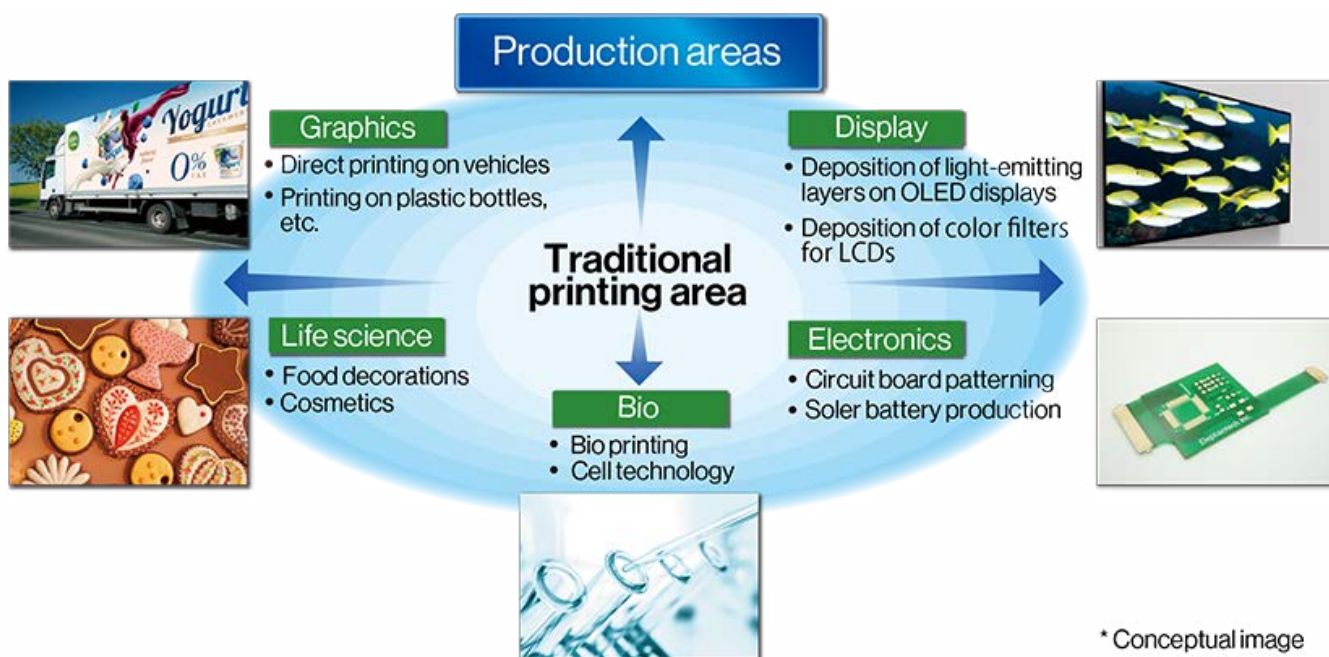 Production areas
Graphics
• Direct printing on vehicles
• Printing on plastic bottles,
etc.
Display
• Deposition of light-emitting
layers on OLED displays
• Deposition of color filters
for LCDs
Traditional
printing area
Life science
• Food decorations
• Cosmetics
Electronics
• Circuit board patterning
• Soler battery production
Bio
• Bio printing
• Cell technology
Yogurt
0%
* Conceptual image